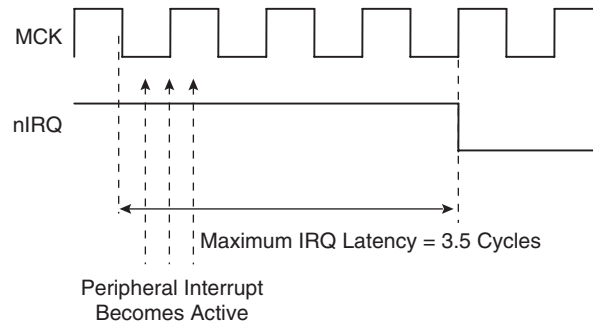 MCK
nIRQ
Maximum IRQ Latency = 3.5 Cycles
Peripheral Interrupt
Becomes Active